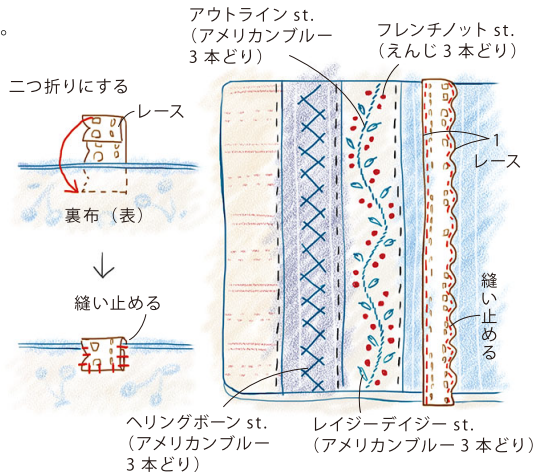 。
アウトライン st.
（アメリカンブルー
3本どり）
フレンチノット st.
（えんじ3本どり）
二つ折りにする
レース
裏布（表）
縫い止める
1
レース
縫い止める
ヘリングボーン st.
（アメリカンブルー
3本どり）
レイジーデイジー st.
（アメリカンブルー3本どり）